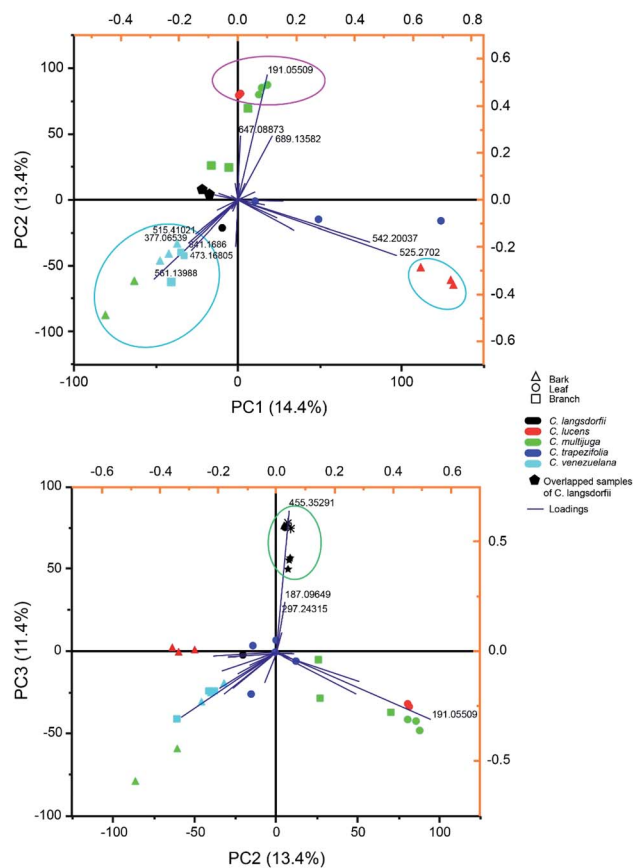 -0.4 -0.2 0.0 0.2 0.4 0.6 0.8
100
50
0
-50
-100
PC2 (13.4%)
0.6
0.4
0.2
0.0
-0.2
-0.4
-0.6
191.05509
647.08873
689.13582
515.41021
377.06539
341.1686
473.16805
561.13988
542.20037
525.2702
-100 0 100
PC1 (14.4%)
Bark
Leaf
Branch
C. langsdorfii
C. lucens
C. multijuga
C. trapezifolia
C. venezuelana
Overlapped samples
of C. langsdorfii
Loadings
-0.4 -0.2 0.0 0.2 0.4 0.6
100
50
0
-50
-100
PC3 (11.4%)
0.5
0.0
-0.5
455.35291
187.09649
297.24315
191.05509
-50 0 50 100
PC2 (13.4%)